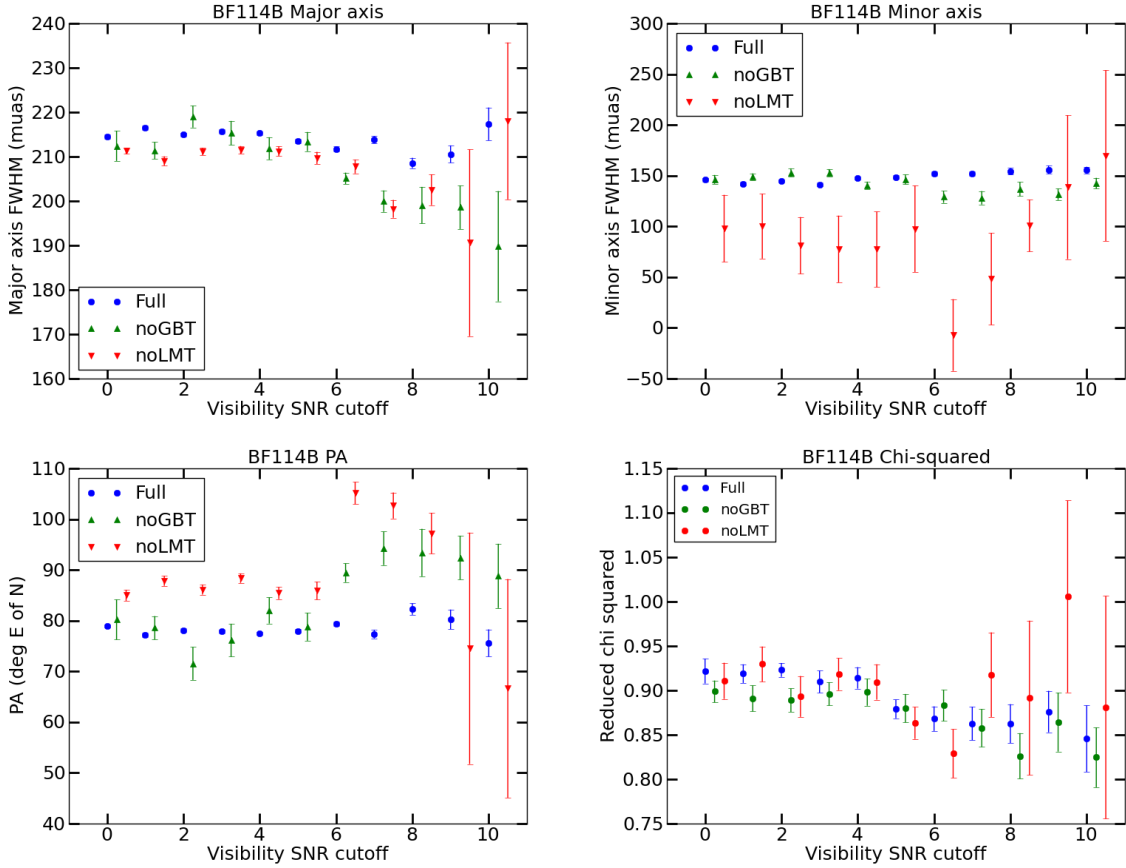 BF114B Major axis
240
230
220
210
200
190
180
170
160
Major axis FWHM (muas)
Full
noGBT
noLMT
0 2 4 6 8 10
Visibility SNR cutoff
BF114B Minor axis
300
250
200
150
100
50
0
−50
Minor axis FWHM (muas)
Full
noGBT
noLMT
0 2 4 6 8 10
Visibility SNR cutoff
BF114B PA
110
100
90
80
70
60
50
40
PA (deg E of N)
Full
noGBT
noLMT
0 2 4 6 8 10
Visibility SNR cutoff
BF114B Chi-squared
1.15
1.10
1.05
1.00
0.95
0.90
0.85
0.80
0.75
Reduced chi squared
Full
noGBT
noLMT
0 2 4 6 8 10
Visibility SNR cutoff